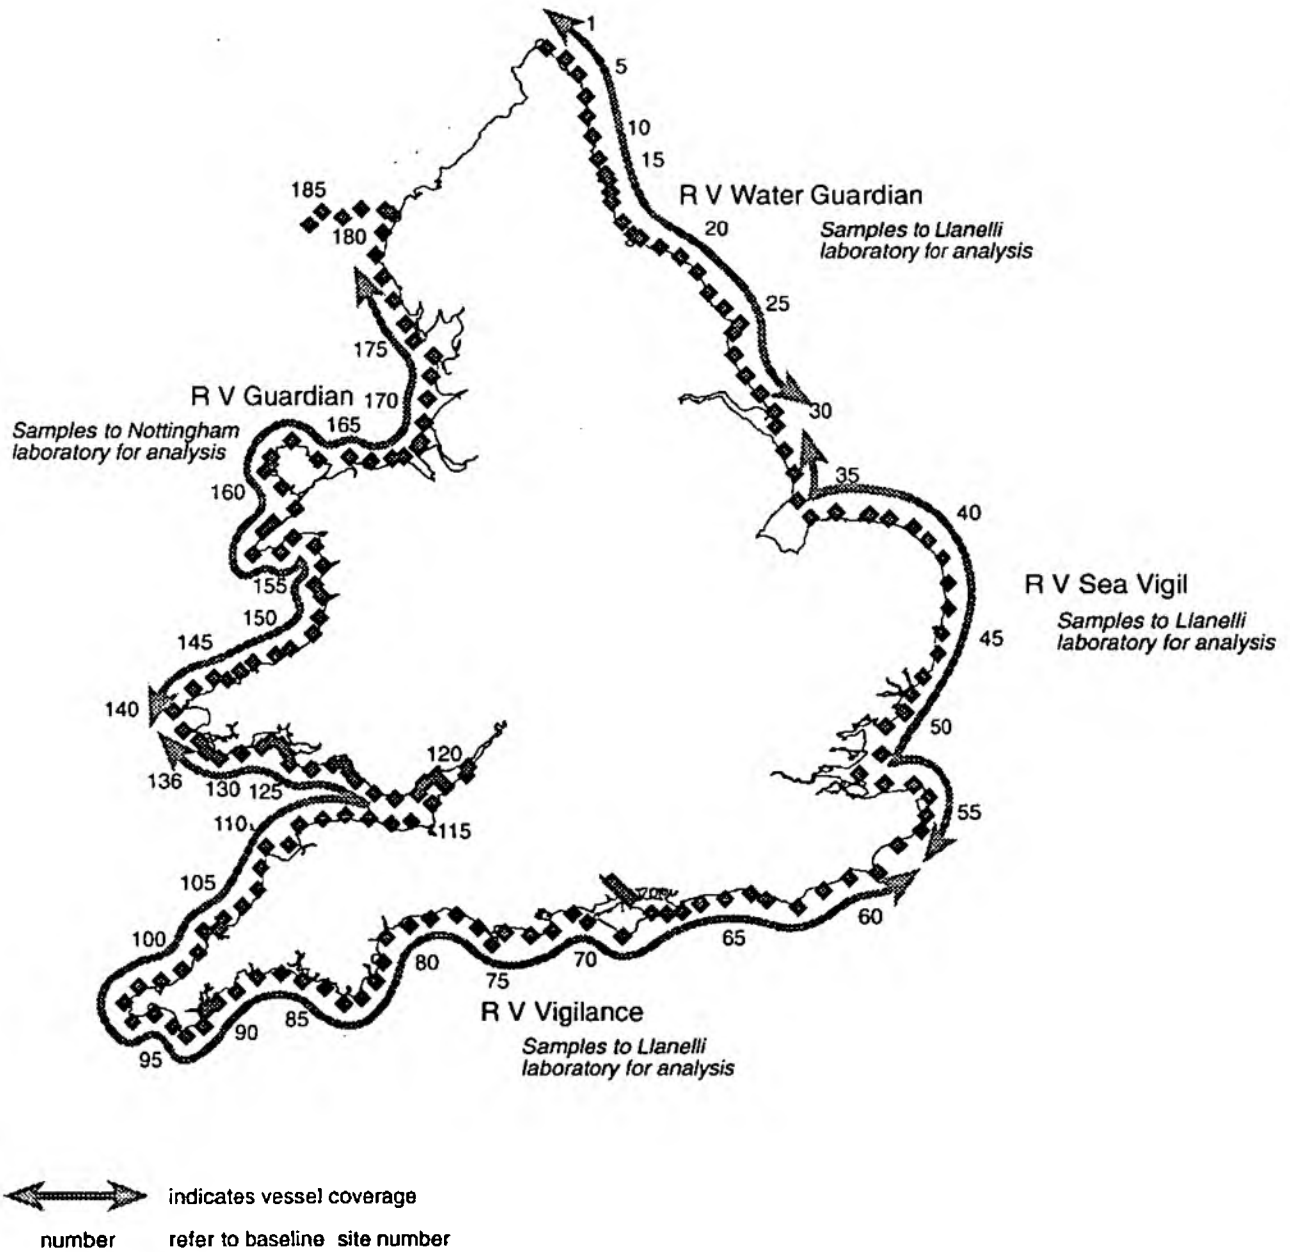 1
5
10
15
R V Water Guardian
20
Samples to Llanelli
laboratory for analysis
25
30
35
40
R V Sea Vigil
Samples to Llanelli
laboratory for analysis
45
50
55
60
65
70
75
80
R V Vigilance
Samples to Llanelli
laboratory for analysis
85
90
95
100
105
110
115
120
125
130
136
140
145
150
155
160
R V Guardian
Samples to Nottingham
laboratory for analysis
165
170
175
180
185
indicates vessel coverage
number refer to baseline site number